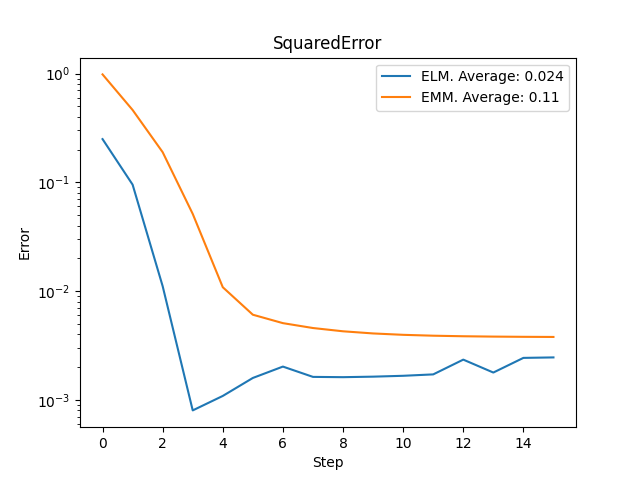 SquaredError
ELM. Average: 0.024
EMM. Average: 0.11
Error
10⁰
10⁻¹
10⁻²
10⁻³
0 2 4 6 8 10 12 14
Step